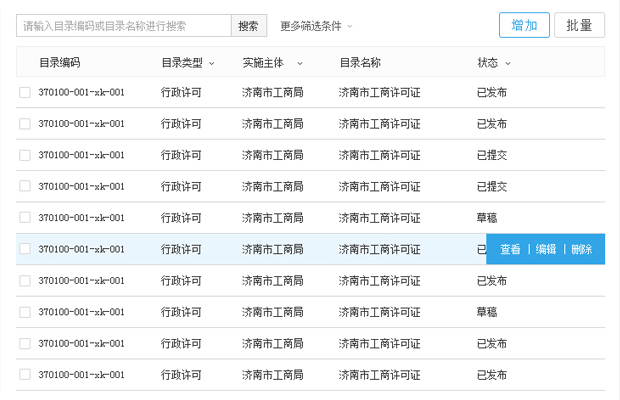 请输入目录编码或目录名称进行搜索 搜索 更多筛选条件 增加 批量
目录编码 目录类型 实施主体 目录名称 状态
370100-001-xk-001 行政许可 济南市工商局 济南市工商许可证 已发布
370100-001-xk-001 行政许可 济南市工商局 济南市工商许可证 已发布
370100-001-xk-001 行政许可 济南市工商局 济南市工商许可证 已提交
370100-001-xk-001 行政许可 济南市工商局 济南市工商许可证 已提交
370100-001-xk-001 行政许可 济南市工商局 济南市工商许可证 草稿
370100-001-xk-001 行政许可 济南市工商局 济南市工商许可证 已 查看 | 编辑 | 删除
370100-001-xk-001 行政许可 济南市工商局 济南市工商许可证 已发布
370100-001-xk-001 行政许可 济南市工商局 济南市工商许可证 草稿
370100-001-xk-001 行政许可 济南市工商局 济南市工商许可证 已发布
370100-001-xk-001 行政许可 济南市工商局 济南市工商许可证 已发布